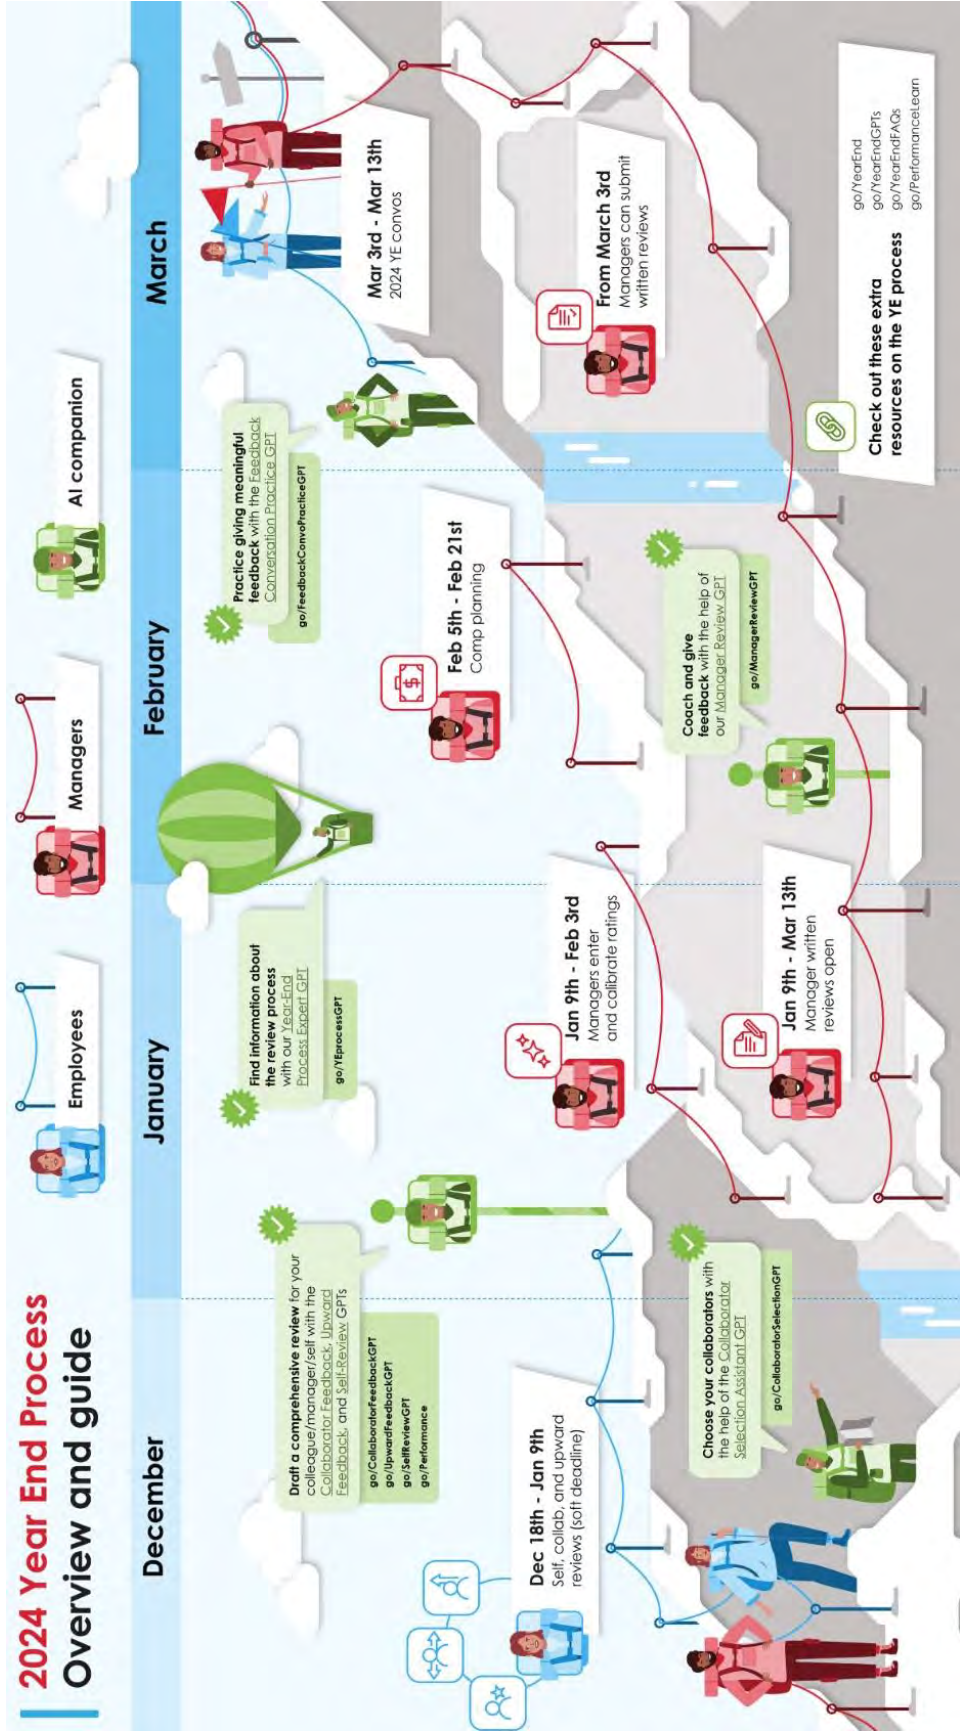 2024 Year End Process
Overview and guide
Employees
Managers
AI companion
December
January
February
March
Draft a comprehensive review for your
colleague/manager/self with the
Collaborator Feedback, Upward
Feedback, and Self-Review GPTs
go/CollaboratorFeedbackGPT
go/UpwardFeedbackGPT
go/SelfReviewGPT
go/Performance
Dec 18th - Jan 9th
Self, collab, and upward
reviews (soft deadline)
Choose your collaborators with
the help of the Collaborator
Selection Assistant GPT
go/CollaboratorSelectionGPT
Find information about
the review process
with our Year-End
Process Expert GPT
go/YEprocessGPT
Jan 9th - Feb 3rd
Managers enter
and calibrate ratings
Jan 9th - Mar 13th
Manager written
reviews open
Practice giving meaningful
feedback with the Feedback
Conversation Practice GPT
go/FeedbackConvoPracticeGPT
$
Feb 5th - Feb 21st
Comp planning
Coach and give
feedback with the help of
our Manager Review GPT
go/ManagerReviewGPT
Mar 3rd - Mar 13th
2024 YE convos
From March 3rd
Managers can submit
written reviews
Check out these extra
resources on the YE process
go/YearEnd
go/YearEndGPTs
go/YearEndFAQs
go/PerformanceLearn